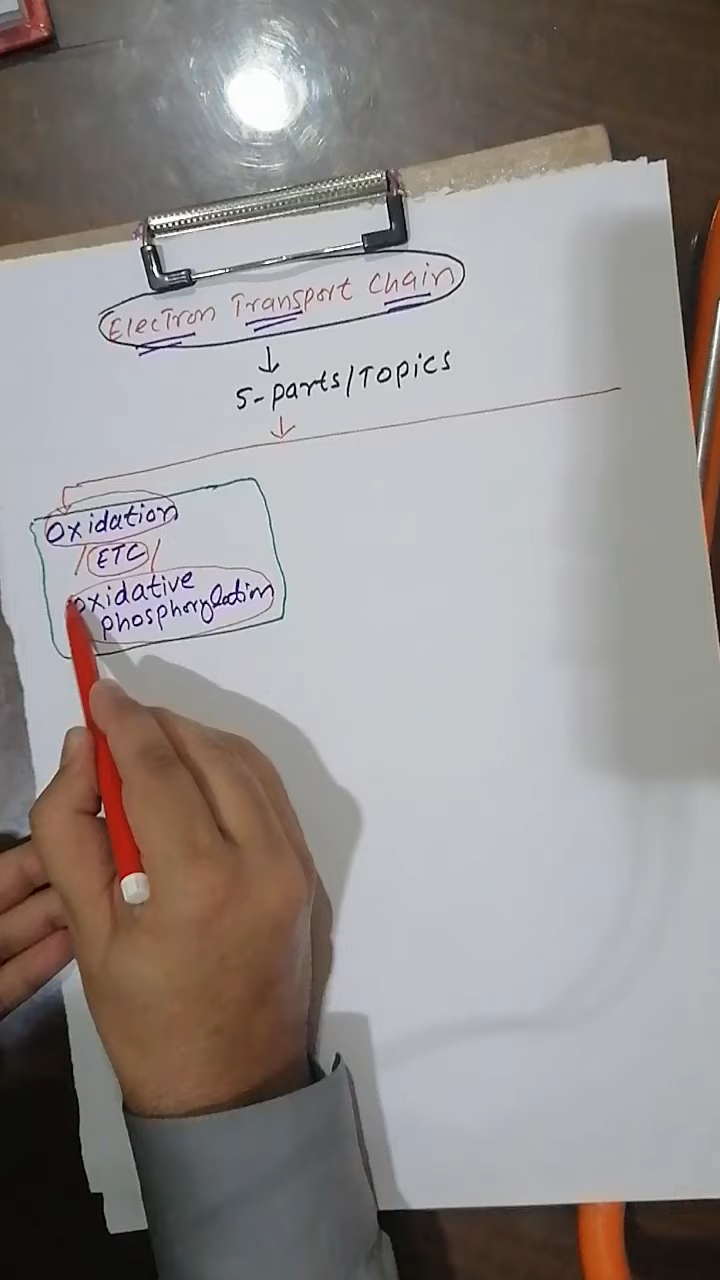 Electron Transport Chain
5-parts/Topics
Oxidation
/ETC/
Oxidative
phosphorylation